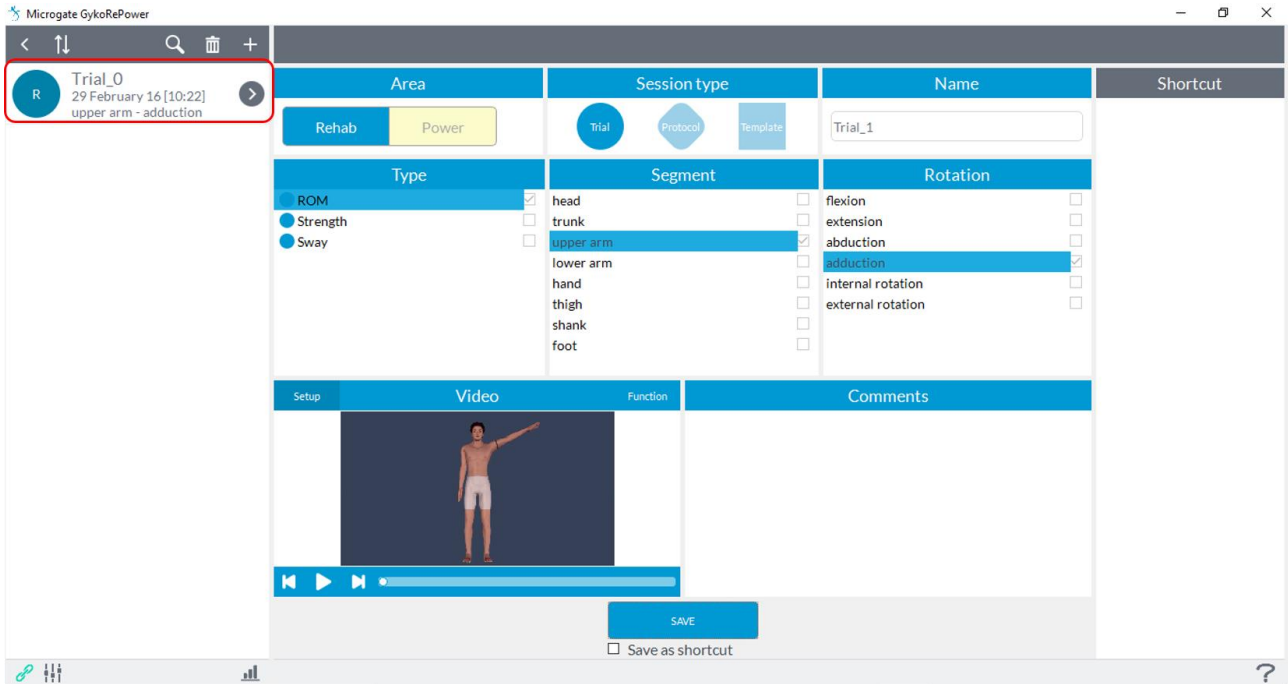 Microgate GykoRePower
R
Trial_0
29 February 16 [10:22]
upper arm - adduction
Area
Session type
Name
Shortcut
Rehab
Power
Trial
Protocol
Template
Trial_1
Type
Segment
Rotation
ROM
Strength
Sway
head
trunk
upper arm
lower arm
hand
thigh
shank
foot
flexion
extension
abduction
adduction
internal rotation
external rotation
Setup
Video
Function
Comments
SAVE
Save as shortcut
?